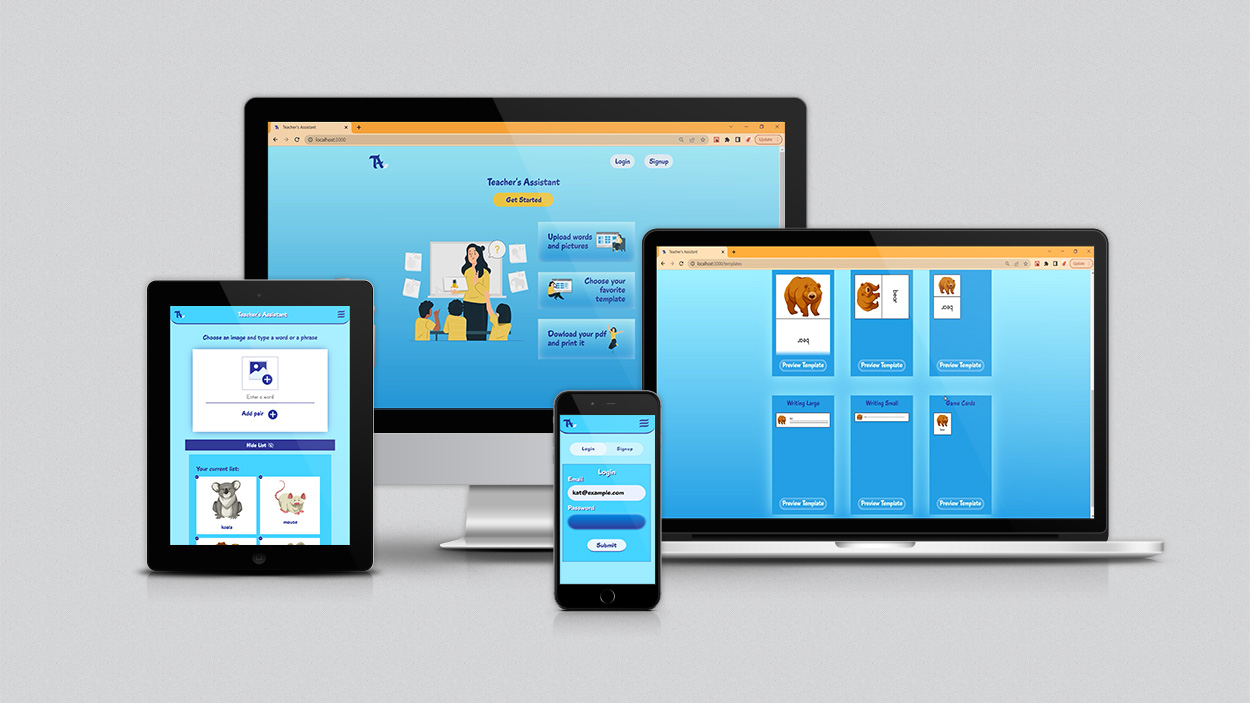 Teacher's Assistant
localhost:3000
Update
TA
Login
Signup
Teacher's Assistant
Get Started
Upload words
and pictures
Choose your
favorite
template
Dowload your pdf
and print it
?
Teacher's Assistant
localhost:3000/templates
Update
bear
bear
bear
Preview Template
Preview Template
Preview Template
Writing Large
Writing Small
Game Cards
Preview Template
Preview Template
Preview Template
TA
Teacher's Assistant
Choose an image and type a word or a phrase
Enter a word
Add pair
Hide List
Your current list:
koala
mouse
TA
Login
Signup
Login
Email
kat@example.com
Password
Submit